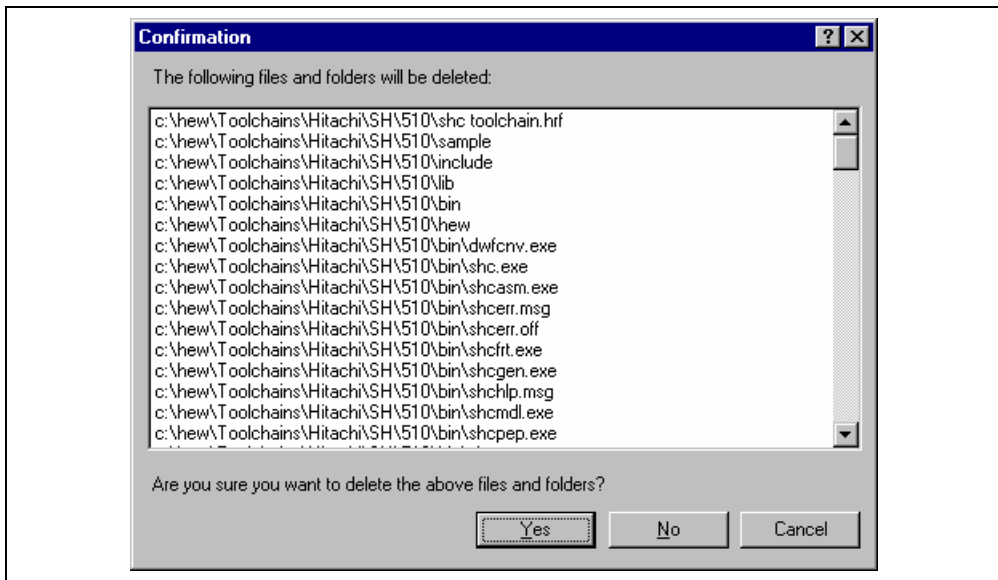 Confirmation
The following files and folders will be deleted:
c:\hew\Toolchains\Hitachi\SH\510\shc toolchain.hrf
c:\hew\Toolchains\Hitachi\SH\510\sample
c:\hew\Toolchains\Hitachi\SH\510\include
c:\hew\Toolchains\Hitachi\SH\510\lib
c:\hew\Toolchains\Hitachi\SH\510\bin
c:\hew\Toolchains\Hitachi\SH\510\hew
c:\hew\Toolchains\Hitachi\SH\510\bin\dwfcnv.exe
c:\hew\Toolchains\Hitachi\SH\510\bin\shc.exe
c:\hew\Toolchains\Hitachi\SH\510\bin\shcasm.exe
c:\hew\Toolchains\Hitachi\SH\510\bin\shcerr.msg
c:\hew\Toolchains\Hitachi\SH\510\bin\shcerr.off
c:\hew\Toolchains\Hitachi\SH\510\bin\shcfrt.exe
c:\hew\Toolchains\Hitachi\SH\510\bin\shcgen.exe
c:\hew\Toolchains\Hitachi\SH\510\bin\shchlp.msg
c:\hew\Toolchains\Hitachi\SH\510\bin\shcmdl.exe
c:\hew\Toolchains\Hitachi\SH\510\bin\shcpep.exe
Are you sure you want to delete the above files and folders?
Yes No Cancel